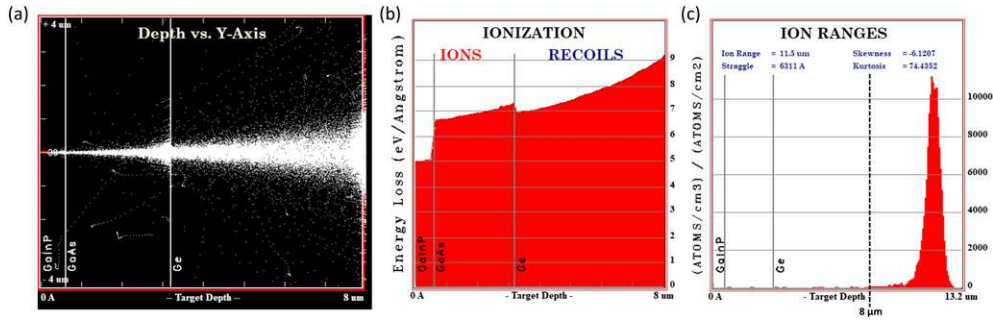 (a)
+ 4 um
Depth vs. Y-Axis
GaInP
GaAs
Ge
- 4 um
0 A
– Target Depth –
8 um
(b)
IONIZATION
IONS
RECOILS
Energy Loss (eV/Angstrom)
9
8
7
6
5
4
3
2
1
0
GaInP
GaAs
Ge
0 A
- Target Depth -
8 um
(c)
ION RANGES
Ion Range = 11.5 um
Skewness = -6.1207
Straggle = 6311 A
Kurtosis = 74.4352
(ATOMS/cm3) / (ATOMS/cm2)
10000
8000
6000
4000
2000
0
GaInP
Ge
0 A
- Target Depth -
13.2 um
8 μm